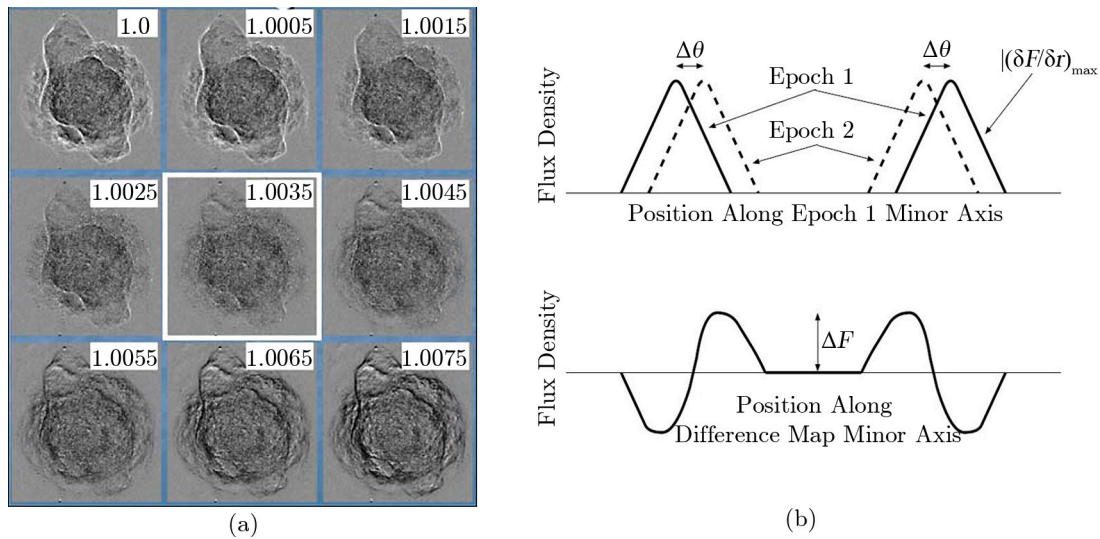 1.0
1.0005
1.0015
1.0025
1.0035
1.0045
1.0055
1.0065
1.0075
(a)
Flux Density
Δθ
Δθ
Epoch 1
Epoch 2
|(δF/δr)max
Position Along Epoch 1 Minor Axis
Flux Density
ΔF
Position Along
Difference Map Minor Axis
(b)